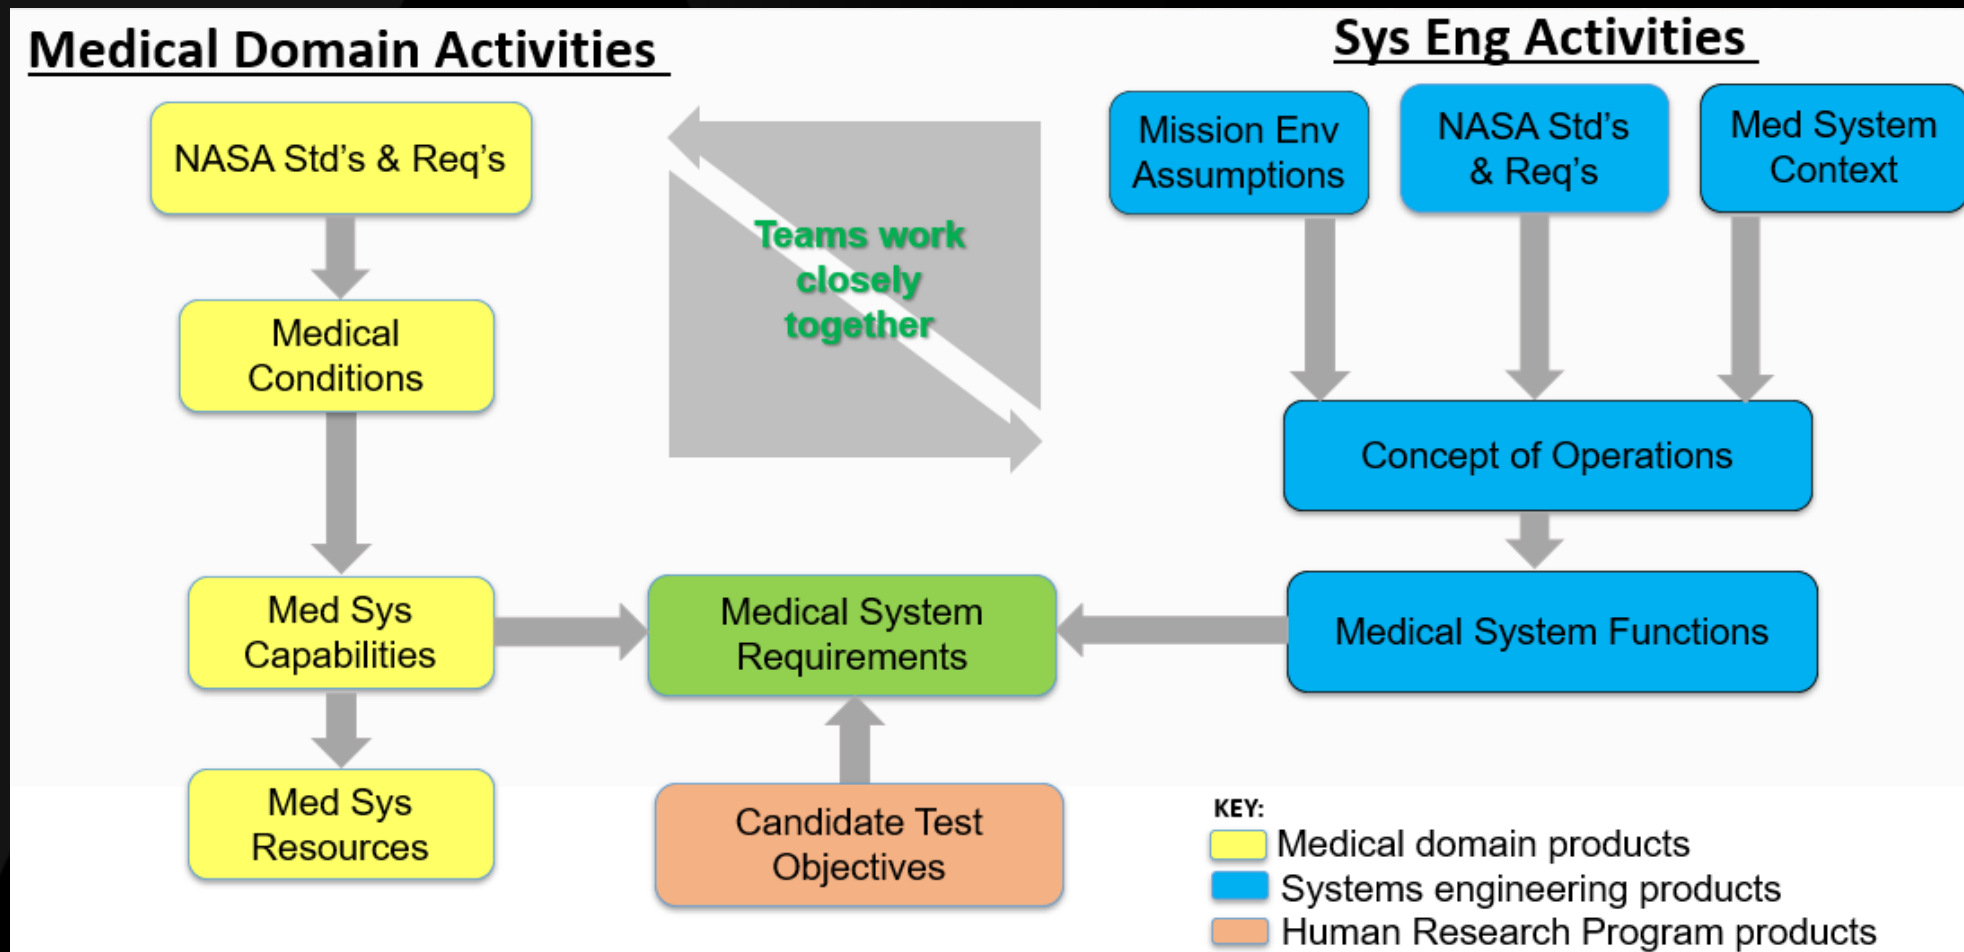 Medical Domain Activities
NASA Std’s & Req’s
Medical
Conditions
Med Sys
Capabilities
Med Sys
Resources
Teams work
closely
together
Medical System
Requirements
Candidate Test
Objectives
Sys Eng Activities
Mission Env
Assumptions
NASA Std’s
& Req’s
Med System
Context
Concept of Operations
Medical System Functions
KEY:
Medical domain products
Systems engineering products
Human Research Program products